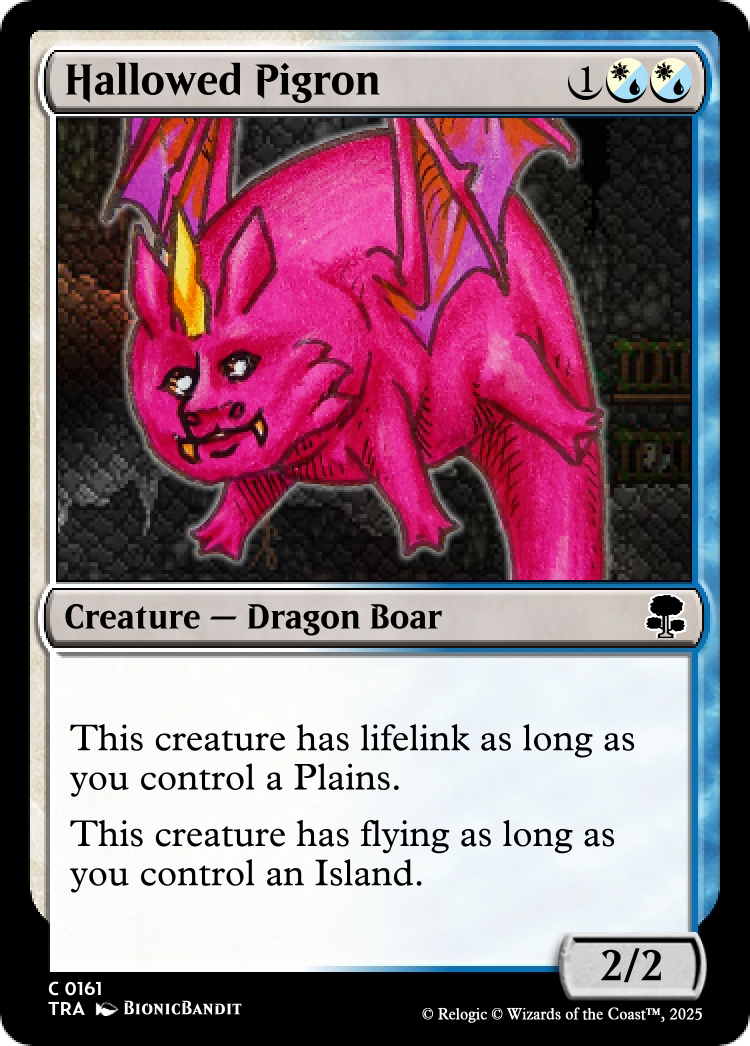 Hallowed Pigron 1
Creature — Dragon Boar
This creature has lifelink as long as
you control a Plains.
This creature has flying as long as
you control an Island.
2/2
C 0161
TRA BionicBandit
© Relogic © Wizards of the Coast™, 2025